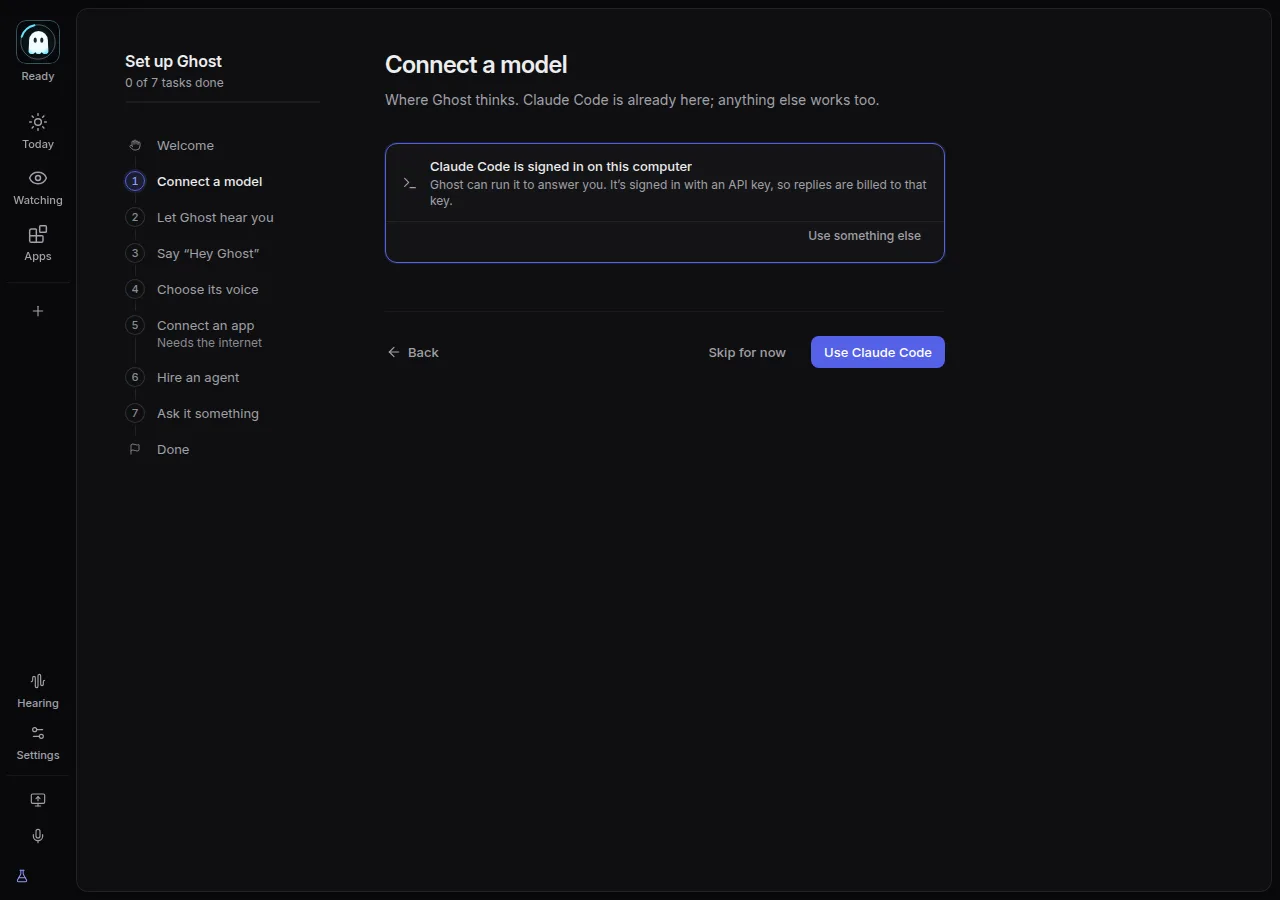 Ready
Today
Watching
Apps
Hearing
Settings
Set up Ghost
0 of 7 tasks done
Welcome
1 Connect a model
2 Let Ghost hear you
3 Say “Hey Ghost”
4 Choose its voice
5 Connect an app
Needs the internet
6 Hire an agent
7 Ask it something
Done
Connect a model
Where Ghost thinks. Claude Code is already here; anything else works too.
Claude Code is signed in on this computer
Ghost can run it to answer you. It’s signed in with an API key, so replies are billed to that
key.
Use something else
Back
Skip for now
Use Claude Code